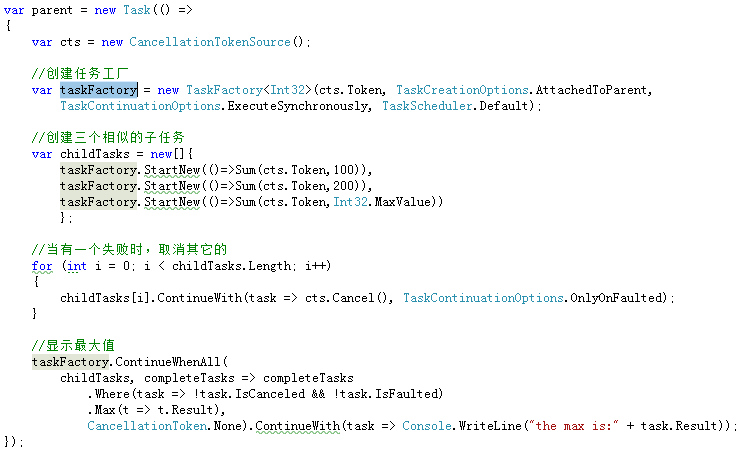 var parent = new Task(() =>
{
    var cts = new CancellationTokenSource();
    //创建任务工厂
    var taskFactory = new TaskFactory<Int32>(cts.Token, TaskCreationOptions.AttachedToParent,
        TaskContinuationOptions.ExecuteSynchronously, TaskScheduler.Default);
    //创建三个相似的子任务
    var childTasks = new[]{
        taskFactory.StartNew(()=>Sum(cts.Token,100)),
        taskFactory.StartNew(()=>Sum(cts.Token,200)),
        taskFactory.StartNew(()=>Sum(cts.Token,Int32.MaxValue))
        };
    //当有一个失败时，取消其它的
    for (int i = 0; i < childTasks.Length; i++)
    {
        childTasks[i].ContinueWith(task => cts.Cancel(), TaskContinuationOptions.OnlyOnFaulted);
    }
    //显示最大值
    taskFactory.ContinueWhenAll(
        childTasks, completeTasks => completeTasks
            .Where(task => !task.IsCanceled && !task.IsFaulted)
            .Max(t => t.Result),
            CancellationToken.None).ContinueWith(task => Console.WriteLine("the max is:" + task.Result));
});